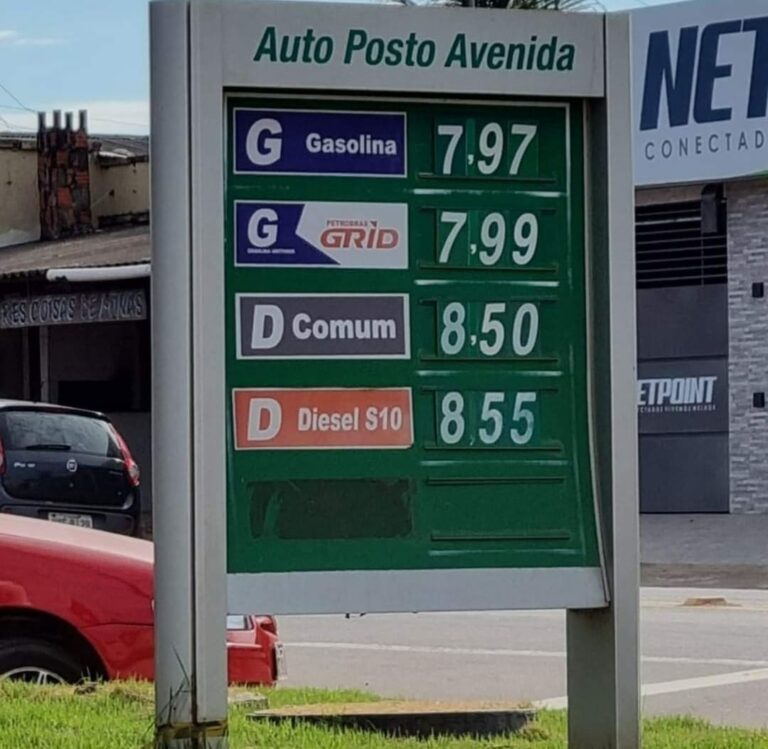 Auto Posto Avenida
NET
CONECTAD
G Gasolina 7,97
G PETROBRAS GRID 7,99
D Comum 8,50
D Diesel S10 8,55
ETPOINT